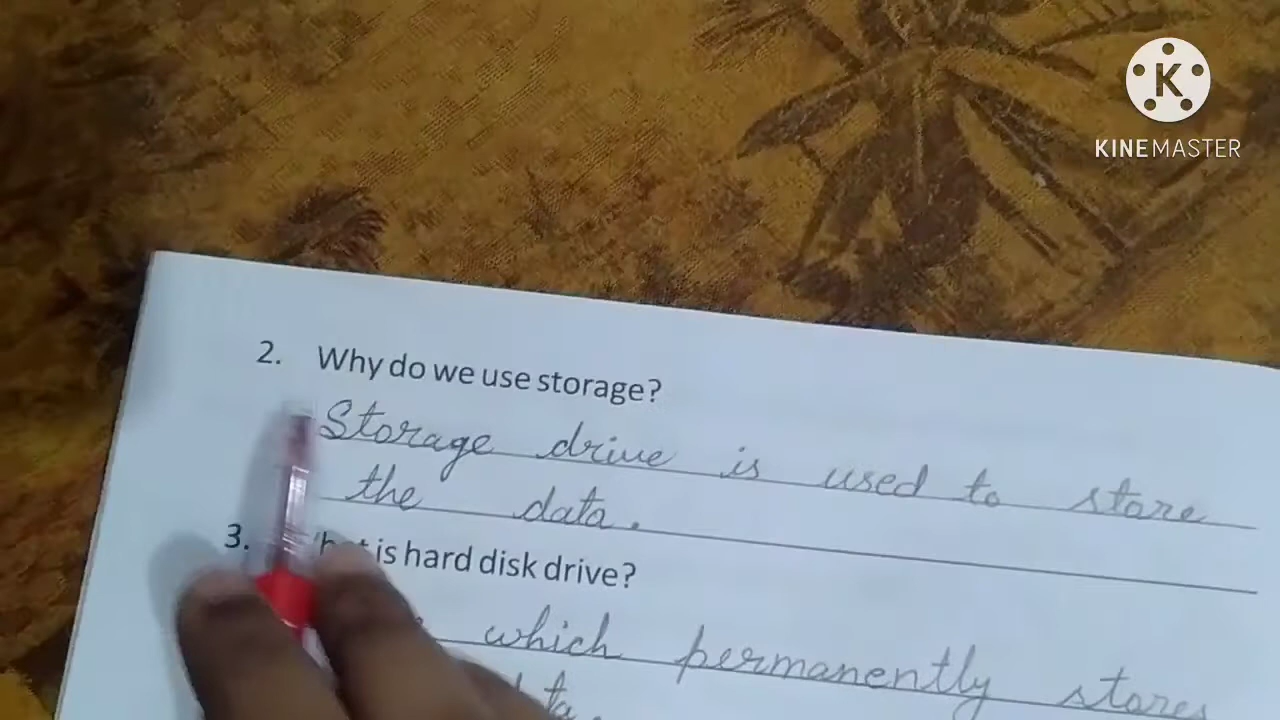 K
KINEMASTER
2. Why do we use storage?
Storage drive is used to store
the data.
3. is hard disk drive?
which permanently stores